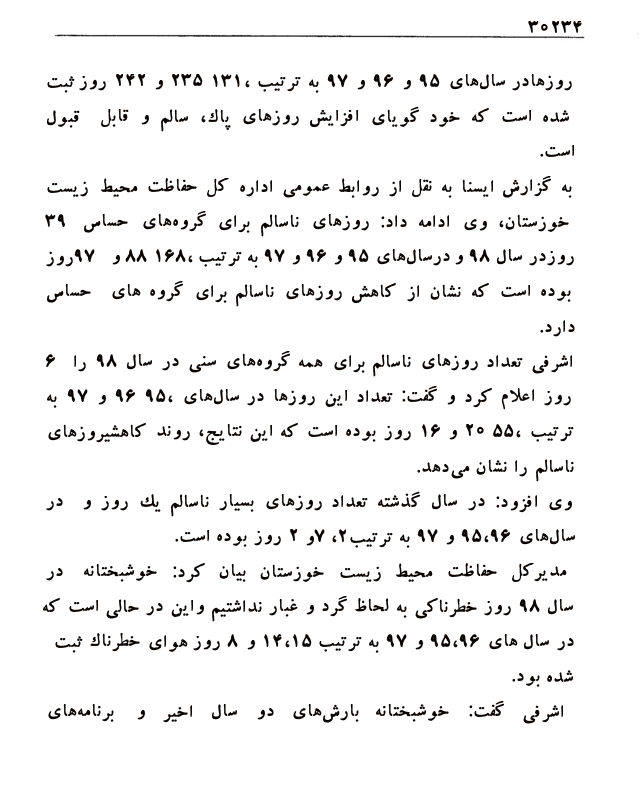 ۳۰۲۳۴
روزهادر سال‌های ۹۵ و ۹۶ و ۹۷ به ترتیب ،۱۳۱ ۲۳۵ و ۲۴۲ روز ثبت
شده است که خود گویای افزایش روزهای پاك، سالم و قابل قبول
است.
به گزارش ایسنا به نقل از روابط عمومی اداره کل حفاظت محیط زیست
خوزستان، وی ادامه داد: روزهای ناسالم برای گروه‌های حساس ۳۹
روزدر سال ۹۸ و درسال‌های ۹۵ و ۹۶ و ۹۷ به ترتیب ،۱۶۸ ۸۸ و ۹۷روز
بوده است که نشان از کاهش روزهای ناسالم برای گروه های حساس
دارد.
اشرفی تعداد روزهای ناسالم برای همه گروه‌های سنی در سال ۹۸ را ۶
روز اعلام کرد و گفت: تعداد این روزها در سال‌های ،۹۵ ۹۶ و ۹۷ به
ترتیب ،۵۵ ۲۰ و ۱۶ روز بوده است که این نتایج، روند کاهشیروزهای
ناسالم را نشان می‌دهد.
وی افزود: در سال گذشته تعداد روزهای بسیار ناسالم یك روز و در
سال‌های ۹۵،۹۶ و ۹۷ به ترتیب۲، ۷و ۲ روز بوده است.
مدیرکل حفاظت محیط زیست خوزستان بیان کرد: خوشبختانه در
سال ۹۸ روز خطرناکی به لحاظ گرد و غبار نداشتیم واین در حالی است که
در سال های ۹۵،۹۶ و ۹۷ به ترتیب ۱۴،۱۵ و ۸ روز هوای خطرناك ثبت
شده بود.
اشرفی گفت: خوشبختانه بارش‌های دو سال اخیر و برنامه‌های